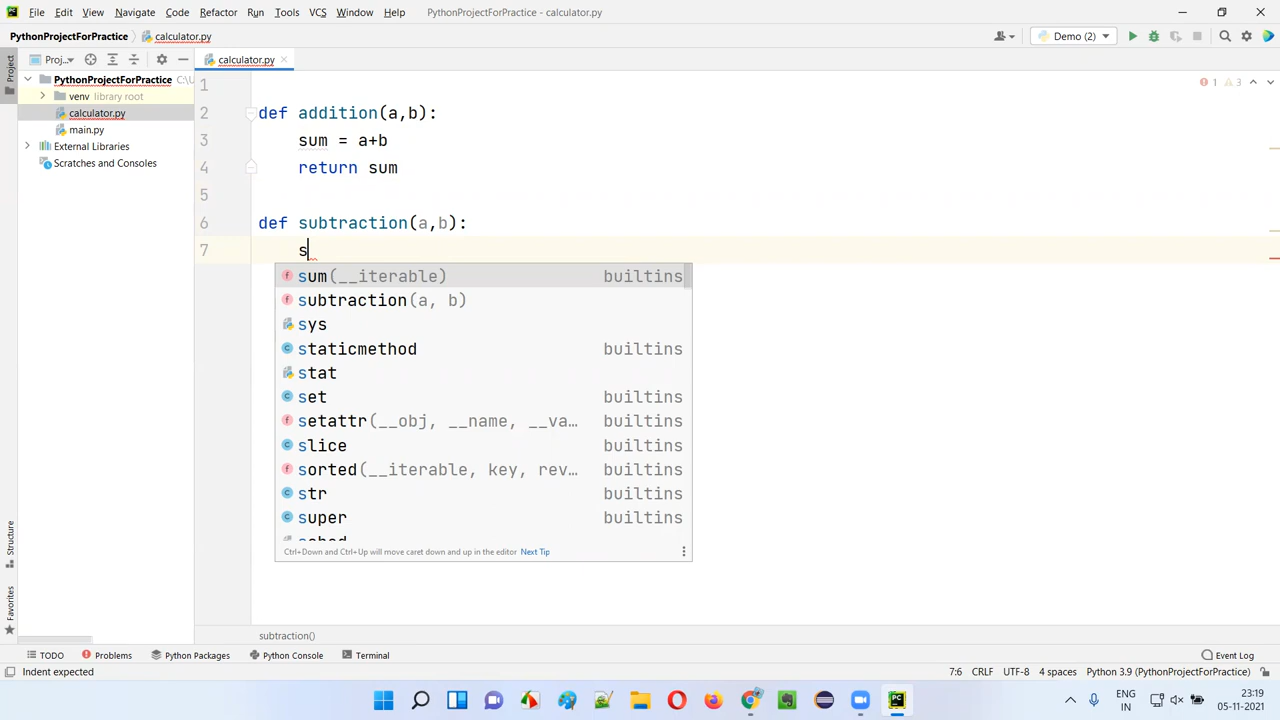 File Edit View Navigate Code Refactor Run Tools VCS Window Help PythonProjectForPractice - calculator.py
PythonProjectForPractice calculator.py Demo (2)
Project
Proj... calculator.py
PythonProjectForPractice C:\U
venv library root
calculator.py
main.py
External Libraries
Scratches and Consoles
1 3
1
2 def addition(a,b):
3 sum = a+b
4 return sum
5
6 def subtraction(a,b):
7 s
sum(__iterable) builtins
subtraction(a, b)
sys
staticmethod builtins
stat
set builtins
setattr(__obj, __name, __va… builtins
slice builtins
sorted(__iterable, key, rev… builtins
str builtins
super builtins
Ctrl+Down and Ctrl+Up will move caret down and up in the editor Next Tip
Structure
Favorites
subtraction()
TODO Problems Python Packages Python Console Terminal Event Log
Indent expected 7:6 CRLF UTF-8 4 spaces Python 3.9 (PythonProjectForPractice)
ENG
IN
23:19
05-11-2021